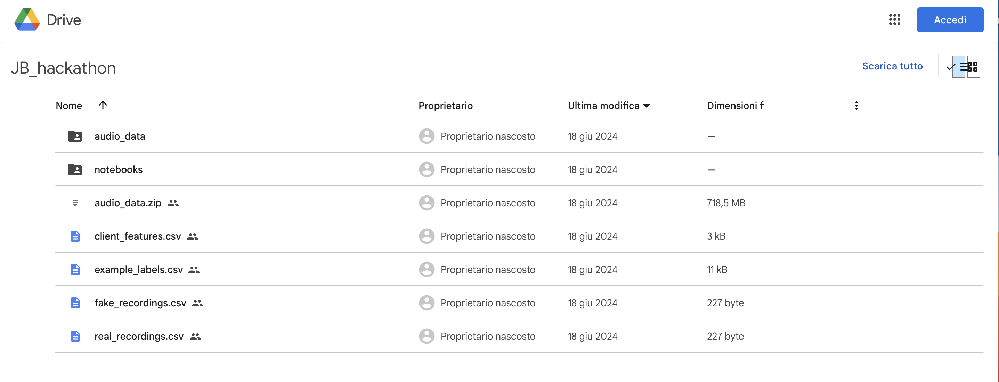 Drive
Accedi
JB_hackathon
Scarica tutto
Nome Proprietario Ultima modifica Dimensioni f
audio_data Proprietario nascosto 18 giu 2024 —
notebooks Proprietario nascosto 18 giu 2024 —
audio_data.zip Proprietario nascosto 18 giu 2024 718,5 MB
client_features.csv Proprietario nascosto 18 giu 2024 3 kB
example_labels.csv Proprietario nascosto 18 giu 2024 11 kB
fake_recordings.csv Proprietario nascosto 18 giu 2024 227 byte
real_recordings.csv Proprietario nascosto 18 giu 2024 227 byte